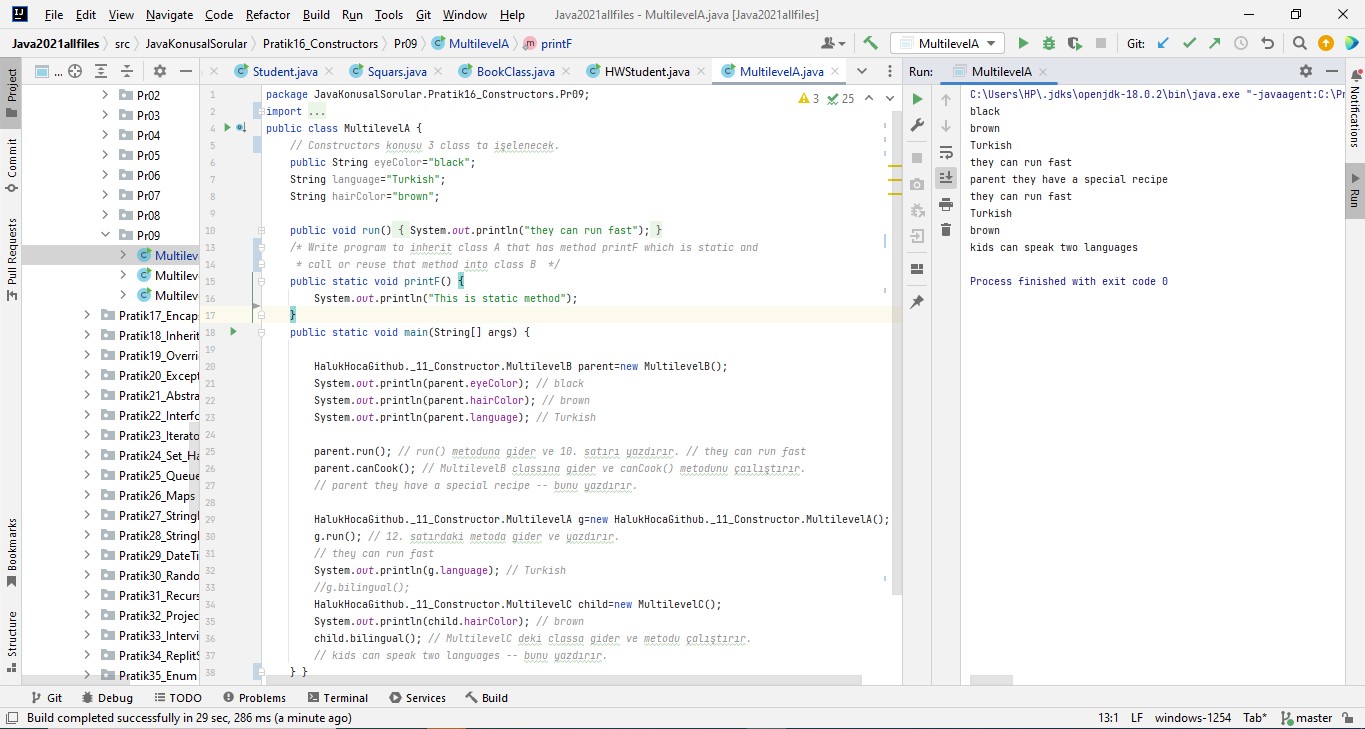 File Edit View Navigate Code Refactor Build Run Tools Git Window Help Java2021allfiles - MultilevelA.java [Java2021allfiles]
Java2021allfiles src JavaKonusalSorular Pratik16_Constructors Pr09 MultilevelA printF MultilevelA Git:
Project
Commit
Pull Requests
Bookmarks
Structure
...
Pr02
Pr03
Pr04
Pr05
Pr06
Pr07
Pr08
Pr09
Multilev
Multilev
Multilev
Pratik17_Encap
Pratik18_Inherit
Pratik19_Overri
Pratik20_Except
Pratik21_Abstra
Pratik22_Interfc
Pratik23_Iterato
Pratik24_Set_Ha
Pratik25_Queue
Pratik26_Maps
Pratik27_StringI
Pratik28_StringI
Pratik29_DateTi
Pratik30_Rando
Pratik31_Recurs
Pratik32_Projec
Pratik33_Intervi
Pratik34_ReplitS
Pratik35_Enum
Student.java Squars.java BookClass.java HWStudent.java MultilevelA.java
3 25
1 package JavaKonusalSorular.Pratik16_Constructors.Pr09;
2 import ...
4 public class MultilevelA {
5 // Constructors konusu 3 class ta işelenecek.
6 public String eyeColor="black";
7 String language="Turkish";
8 String hairColor="brown";
9
10 public void run() { System.out.println("they can run fast"); }
13 /* Write program to inherit class A that has method printF which is static and
14 * call or reuse that method into class B */
15 public static void printF() {
16 System.out.println("This is static method");
17 }
18 public static void main(String[] args) {
19
20 HalukHocaGithub._11_Constructor.MultilevelB parent=new MultilevelB();
21 System.out.println(parent.eyeColor); // black
22 System.out.println(parent.hairColor); // brown
23 System.out.println(parent.language); // Turkish
24
25 parent.run(); // run() metoduna gider ve 10. satırı yazdırır. // they can run fast
26 parent.canCook(); // MultilevelB classına gider ve canCook() metodunu çaılıştırır.
27 // parent they have a special recipe -- bunu yazdırır.
28
29 HalukHocaGithub._11_Constructor.MultilevelA g=new HalukHocaGithub._11_Constructor.MultilevelA();
30 g.run(); // 12. satırdaki metoda gider ve yazdırır.
31 // they can run fast
32 System.out.println(g.language); // Turkish
33 //g.bilingual();
34 HalukHocaGithub._11_Constructor.MultilevelC child=new MultilevelC();
35 System.out.println(child.hairColor); // brown
36 child.bilingual(); // MultilevelC deki classa gider ve metodu çalıştırır.
37 // kids can speak two languages -- bunu yazdırır.
38 } }
Run: MultilevelA
C:\Users\HP\.jdks\openjdk-18.0.2\bin\java.exe "-javaagent:C:\Pr
black
brown
Turkish
they can run fast
parent they have a special recipe
they can run fast
Turkish
brown
kids can speak two languages
Process finished with exit code 0
Notifications
Run
Git Debug TODO Problems Terminal Services Build
Build completed successfully in 29 sec, 286 ms (a minute ago) 13:1 LF windows-1254 Tab* master